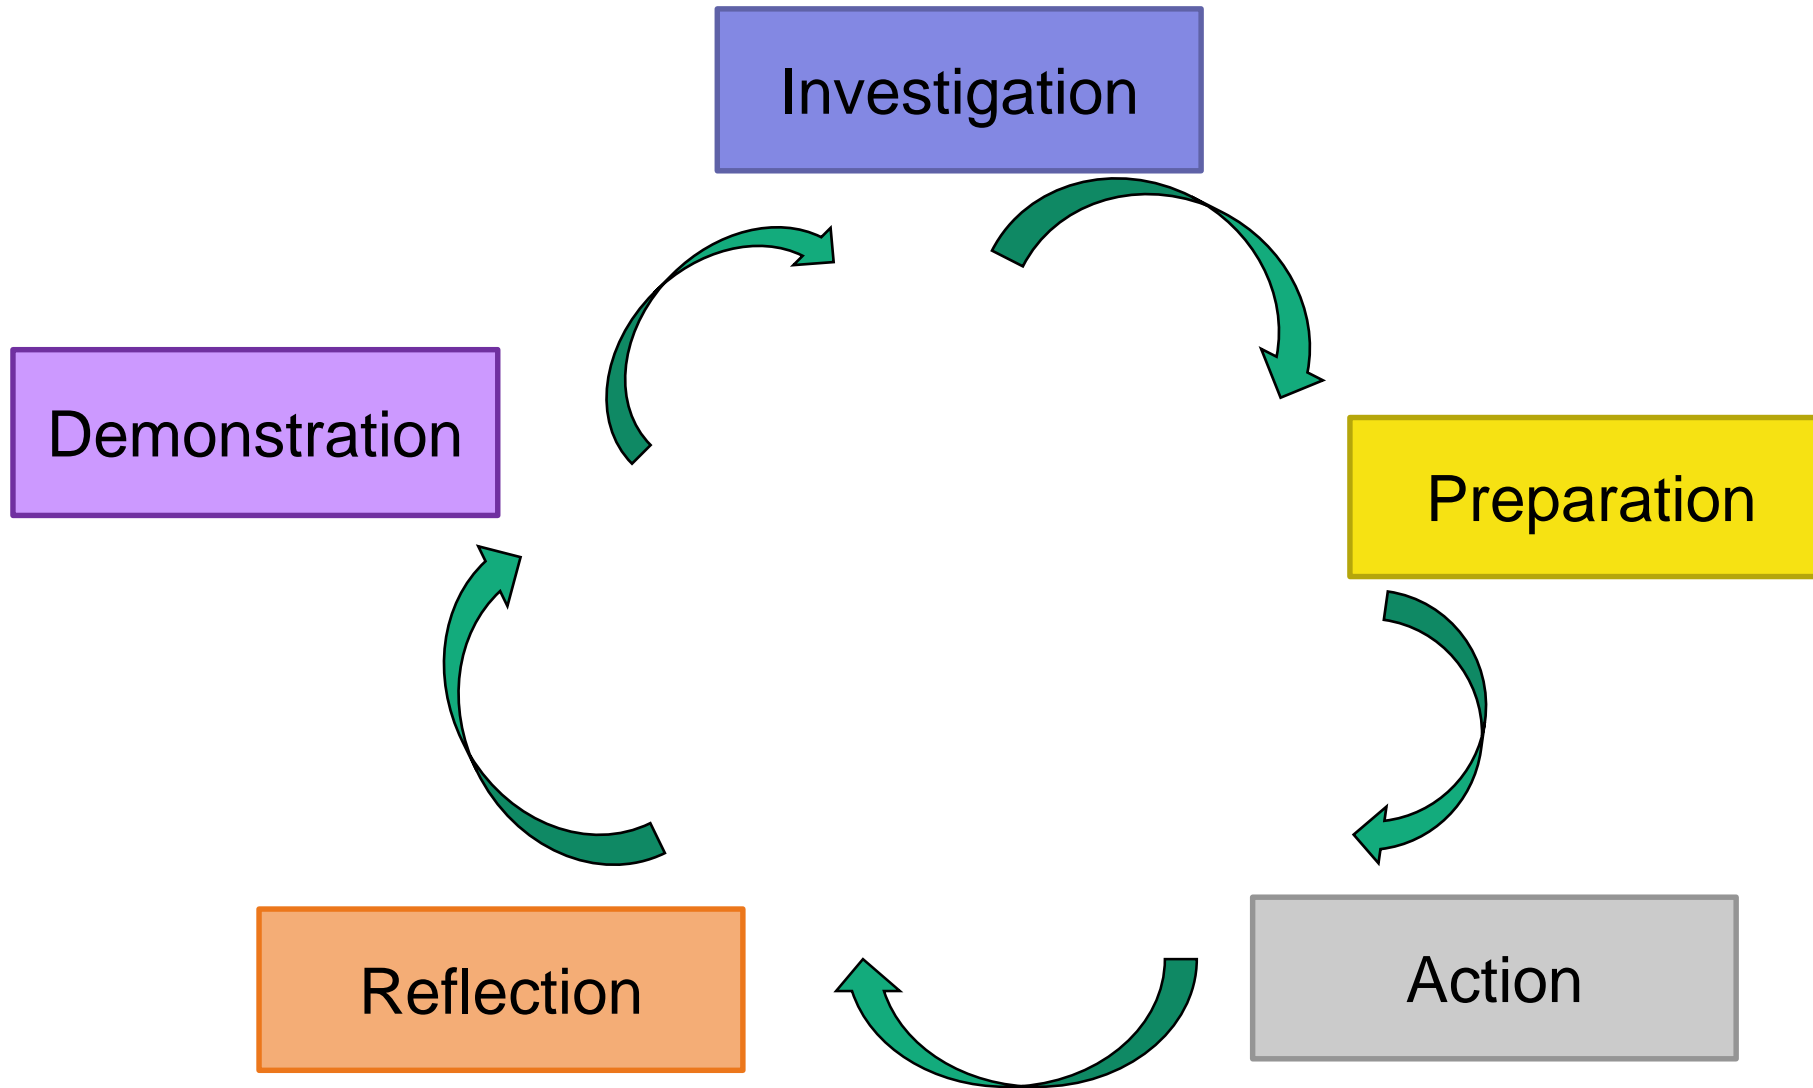 Investigation
Demonstration
Preparation
Reflection
Action